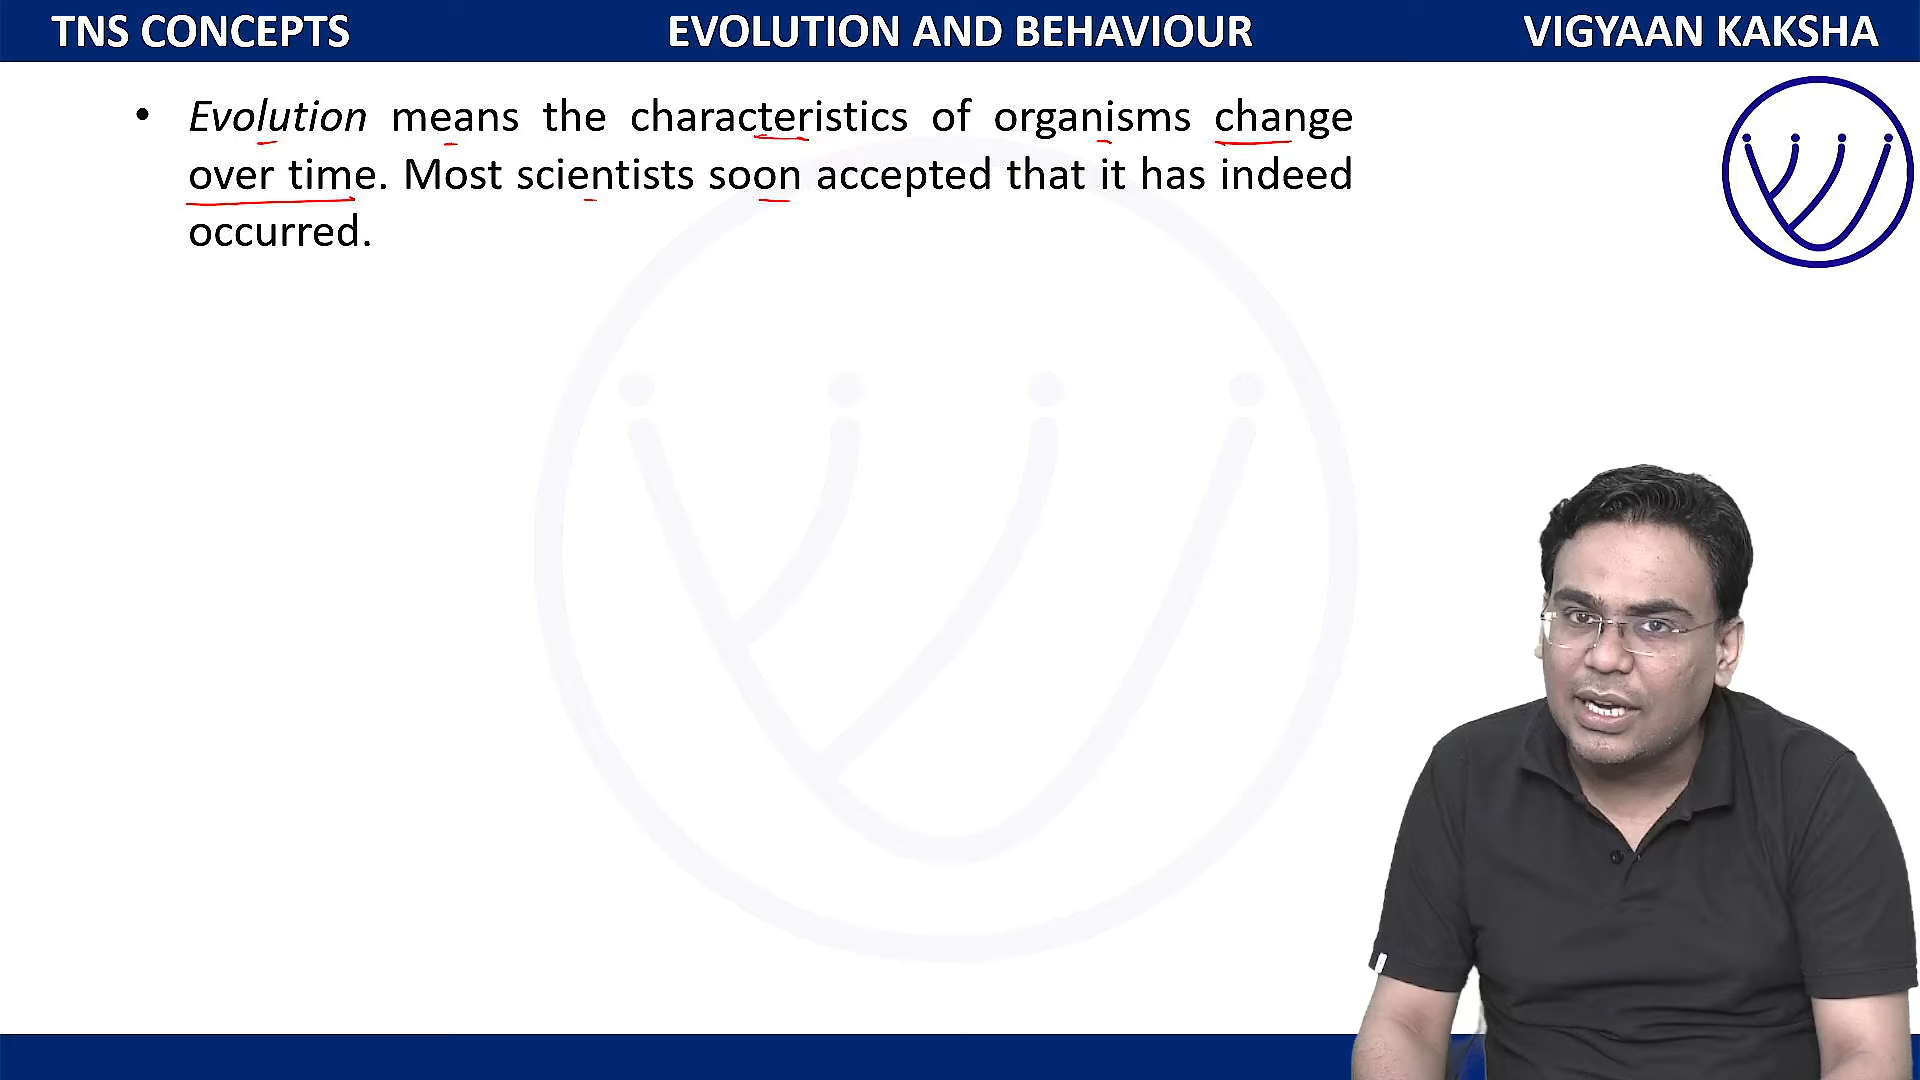 TNS CONCEPTS EVOLUTION AND BEHAVIOUR VIGYAAN KAKSHA
• Evolution means the characteristics of organisms change
over time. Most scientists soon accepted that it has indeed
occurred.